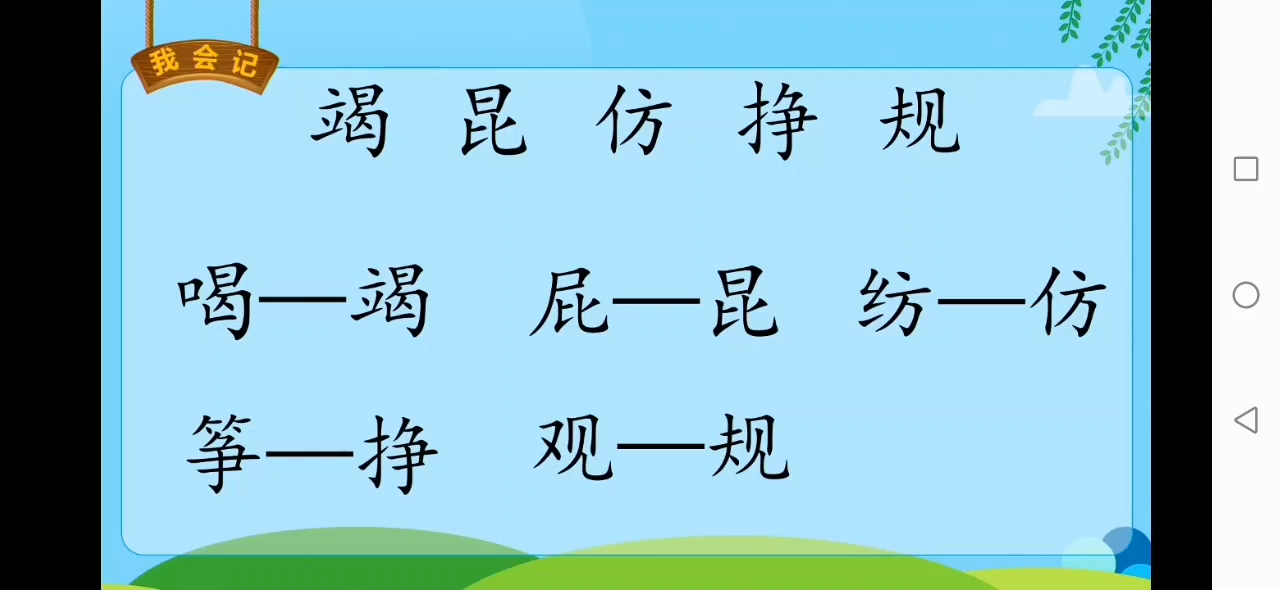 我会记
竭 昆 仿 挣 规
喝—竭 屁—昆 纺—仿
筝—挣 观—规